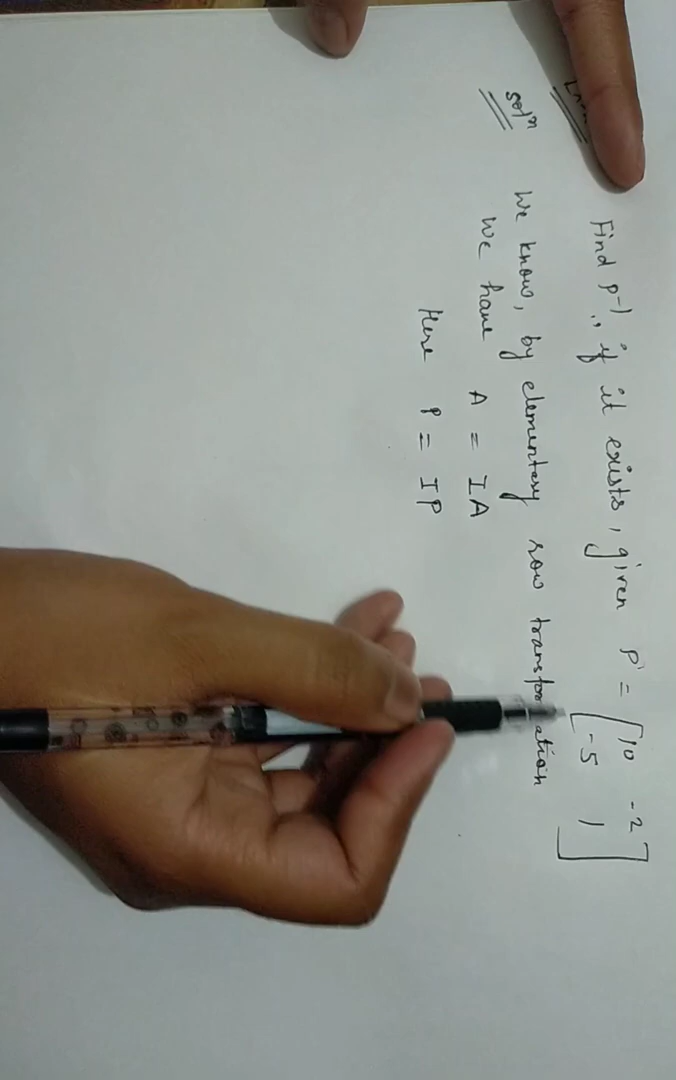 Find P-1, if it exists, given P = [10 -2
-5 1]
Solⁿ
We know, by elementary row transformation
We have A = IA
Here P = IP